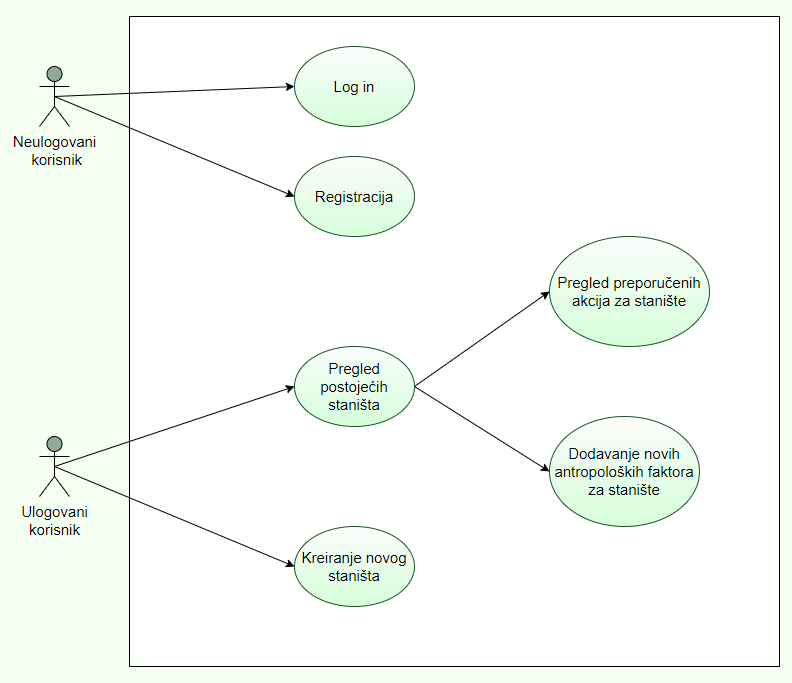 Log in
Neulogovani
korisnik
Registracija
Pregled preporučenih
akcija za stanište
Pregled
postojećih
staništa
Dodavanje novih
antropoloških faktora
za stanište
Ulogovani
korisnik
Kreiranje novog
staništa